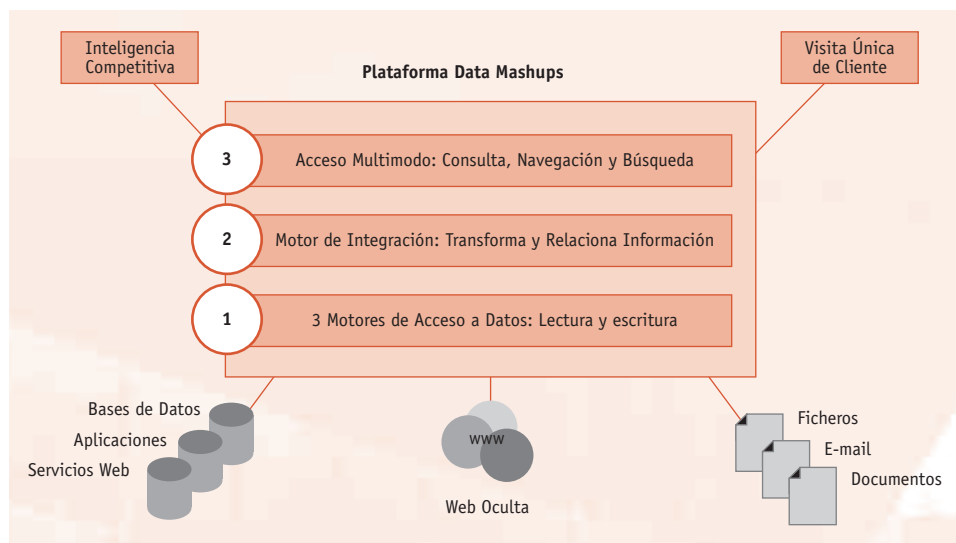 Inteligencia
Competitiva
Visita Única
de Cliente
Plataforma Data Mashups
3
Acceso Multimodo: Consulta, Navegación y Búsqueda
2
Motor de Integración: Transforma y Relaciona Información
1
3 Motores de Acceso a Datos: Lectura y escritura
Bases de Datos
Aplicaciones
Servicios Web
www
Web Oculta
Ficheros
E-mail
Documentos